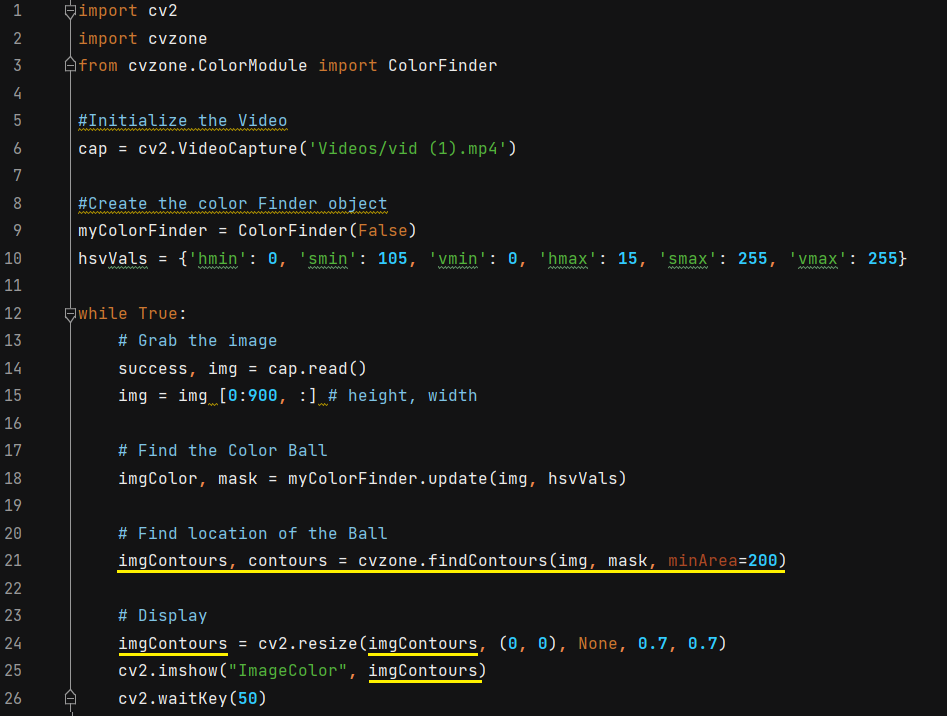 1 import cv2
2 import cvzone
3 from cvzone.ColorModule import ColorFinder
4
5 #Initialize the Video
6 cap = cv2.VideoCapture('Videos/vid (1).mp4')
7
8 #Create the color Finder object
9 myColorFinder = ColorFinder(False)
10 hsvVals = {'hmin': 0, 'smin': 105, 'vmin': 0, 'hmax': 15, 'smax': 255, 'vmax': 255}
11
12 while True:
13     # Grab the image
14     success, img = cap.read()
15     img = img [0:900, :] # height, width
16
17     # Find the Color Ball
18     imgColor, mask = myColorFinder.update(img, hsvVals)
19
20     # Find location of the Ball
21     imgContours, contours = cvzone.findContours(img, mask, minArea=200)
22
23     # Display
24     imgContours = cv2.resize(imgContours, (0, 0), None, 0.7, 0.7)
25     cv2.imshow("ImageColor", imgContours)
26     cv2.waitKey(50)